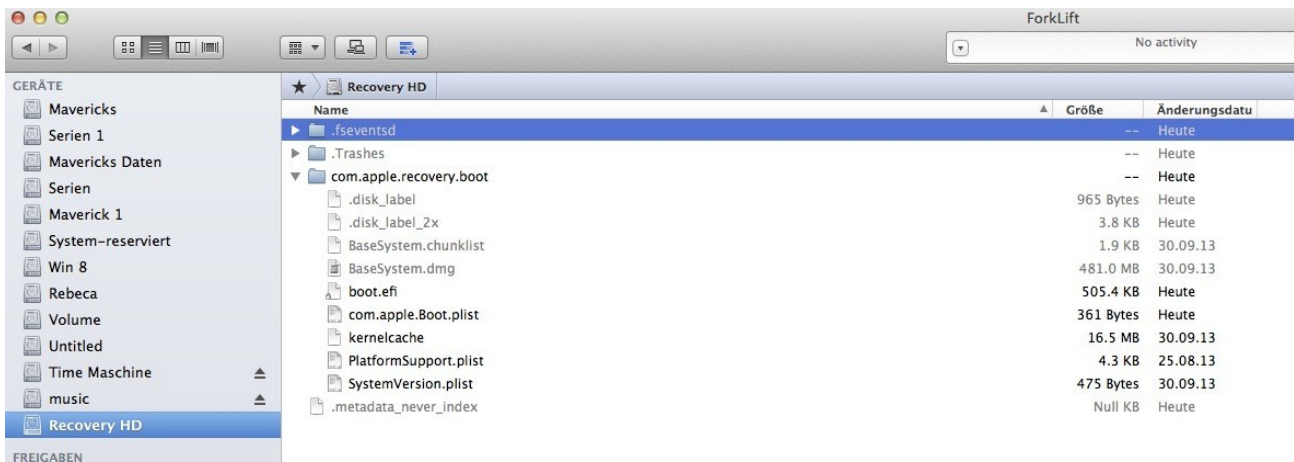 ForkLift
No activity
GERÄTE
Mavericks
Serien 1
Mavericks Daten
Serien
Maverick 1
System-reserviert
Win 8
Rebeca
Volume
Untitled
Time Maschine
music
Recovery HD
FREIGABEN
Recovery HD
Name Größe Änderungsdatu
.fseventsd -- Heute
.Trashes -- Heute
com.apple.recovery.boot -- Heute
.disk_label 965 Bytes Heute
.disk_label_2x 3.8 KB Heute
BaseSystem.chunklist 1.9 KB 30.09.13
BaseSystem.dmg 481.0 MB 30.09.13
boot.efi 505.4 KB Heute
com.apple.Boot.plist 361 Bytes Heute
kernelcache 16.5 MB 30.09.13
PlatformSupport.plist 4.3 KB 25.08.13
SystemVersion.plist 475 Bytes 30.09.13
.metadata_never_index Null KB Heute